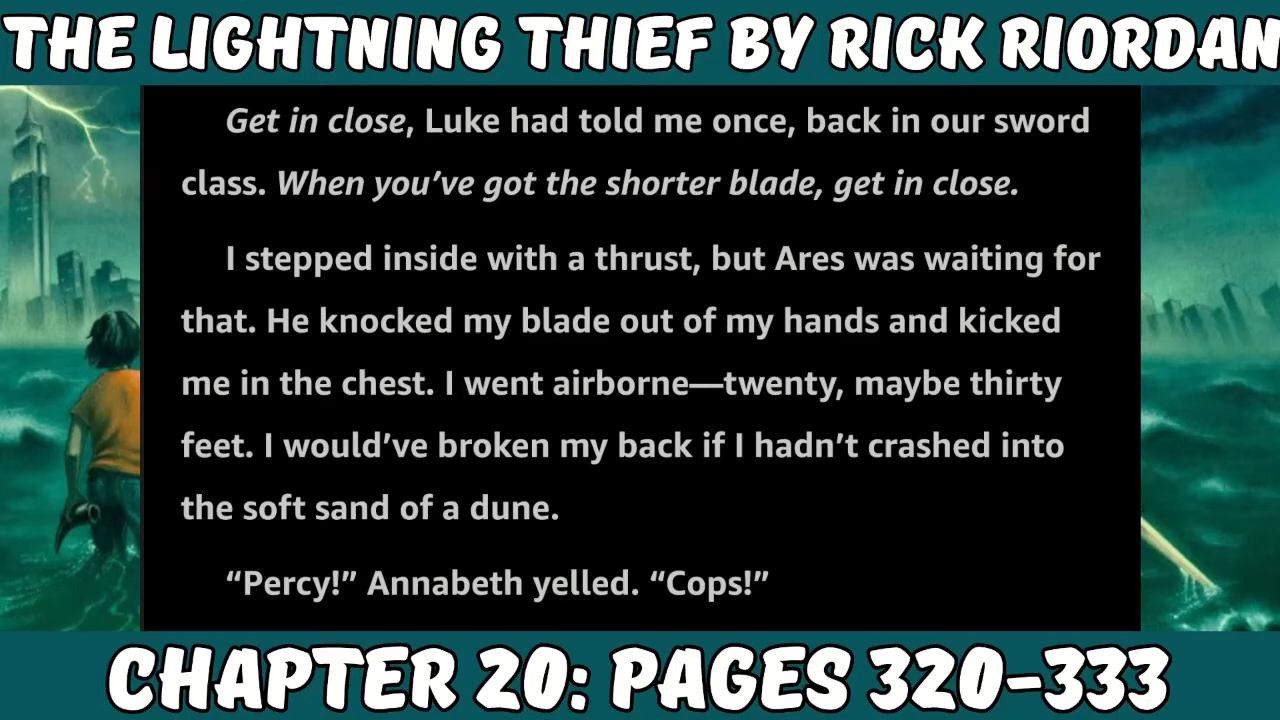 THE LIGHTNING THIEF BY RICK RIORDAN
Get in close, Luke had told me once, back in our sword
class. When you’ve got the shorter blade, get in close.
I stepped inside with a thrust, but Ares was waiting for
that. He knocked my blade out of my hands and kicked
me in the chest. I went airborne—twenty, maybe thirty
feet. I would’ve broken my back if I hadn’t crashed into
the soft sand of a dune.
“Percy!” Annabeth yelled. “Cops!”
CHAPTER 20: PAGES 320-333